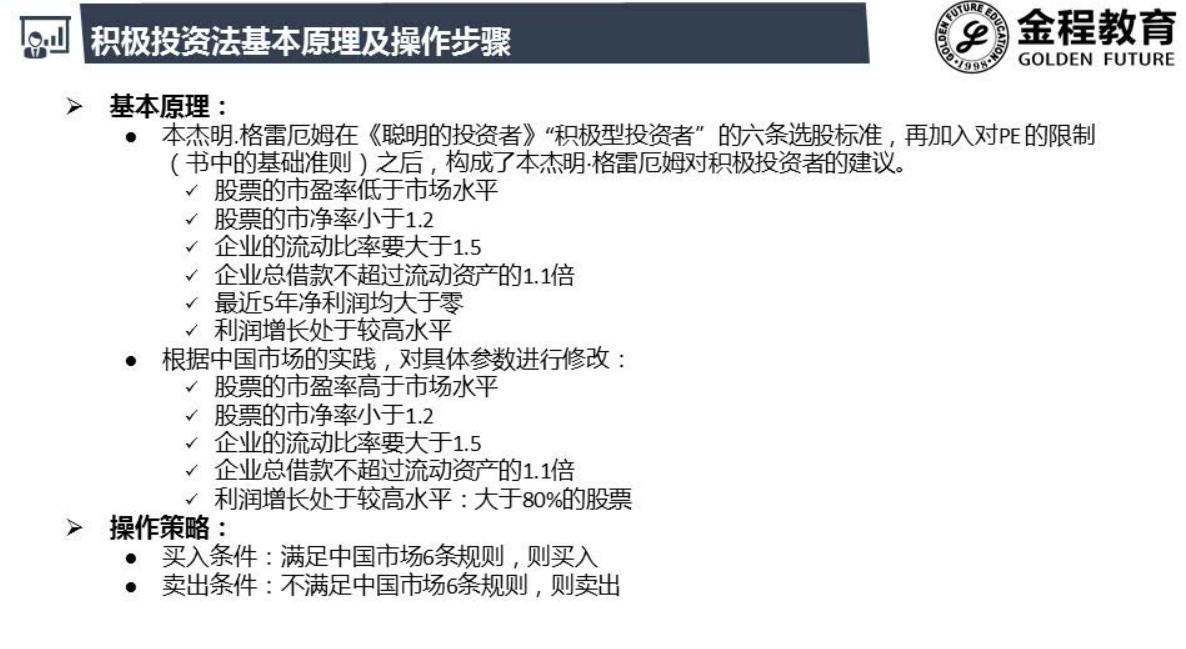 积极投资法基本原理及操作步骤
GOLDEN FUTURE EDUCATION
·1998·
金程教育
GOLDEN FUTURE
➢ 基本原理：
● 本杰明.格雷厄姆在《聪明的投资者》“积极型投资者”的六条选股标准，再加入对PE的限制
（书中的基础准则）之后，构成了本杰明·格雷厄姆对积极投资者的建议。
✓ 股票的市盈率低于市场水平
✓ 股票的市净率小于1.2
✓ 企业的流动比率要大于1.5
✓ 企业总借款不超过流动资产的1.1倍
✓ 最近5年净利润均大于零
✓ 利润增长处于较高水平
● 根据中国市场的实践，对具体参数进行修改：
✓ 股票的市盈率高于市场水平
✓ 股票的市净率小于1.2
✓ 企业的流动比率要大于1.5
✓ 企业总借款不超过流动资产的1.1倍
✓ 利润增长处于较高水平：大于80%的股票
➢ 操作策略：
● 买入条件：满足中国市场6条规则，则买入
● 卖出条件：不满足中国市场6条规则，则卖出